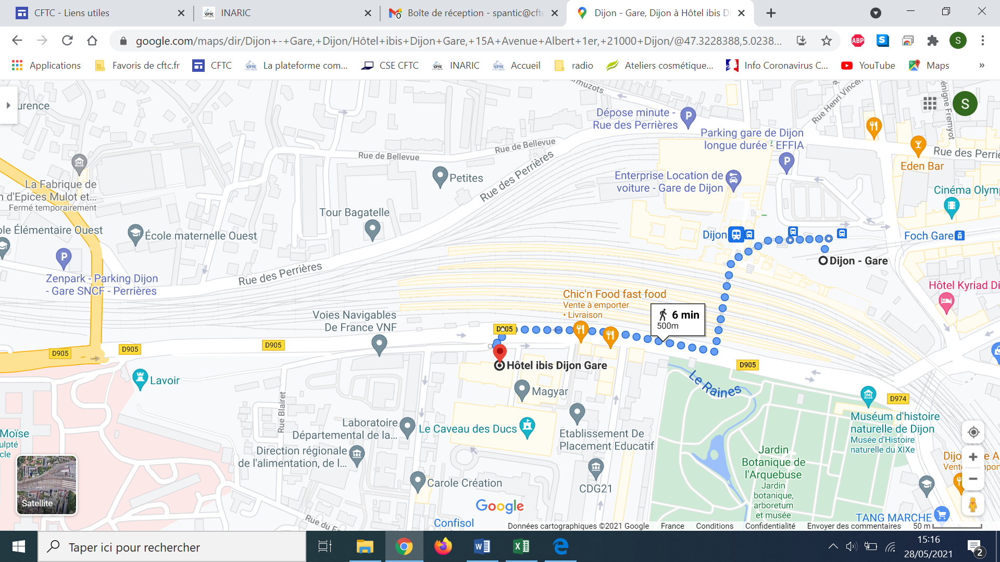 CFTC - Liens utiles
INARIC
Boîte de réception - spantic@cftc
Dijon - Gare, Dijon à Hôtel ibis Di
google.com/maps/dir/Dijon+-+Gare,+Dijon/Hôtel+ibis+Dijon+Gare,+15A+Avenue+Albert+1er,+21000+Dijon/@47.3228388,5.0238...
ABP
S
S
Applications
Favoris de cftc.fr
CFTC
La plateforme com...
CSE CFTC
INARIC
Accueil
radio
Ateliers cosmétique...
Info Coronavirus C...
YouTube
Maps
»
urence
rmuzots
Rue Henri Vincen
énigne Fremyot
S
Dépose minute -
Rue des Perrières
P
Parking gare de Dijon
longue durée - EFFIA
P
Rue de Bellevue
Rue de Bellevue
Rue des Perrières
Rue des Perriè
Eden Bar
Petites
La Fabrique de
n d'Epices Mulot et...
Fermé temporairement
Enterprise Location de
voiture - Gare de Dijon
Cinéma Olymp
Tour Bagatelle
ole Élémentaire Ouest
École maternelle Ouest
Dijon
Foch Gare
P
Dijon - Gare
Zenpark - Parking Dijon
- Gare SNCF - Perrières
Rue des Perrières
Hôtel Kyriad Di
Chic'n Food fast food
Vente à emporter
• Livraison
6 min
500m
Voies Navigables
De France VNF
D905
D905
D905
D905
D905
Hôtel ibis Dijon Gare
Le Raines
Lavoir
Magyar
D974
Rue Blairet
Muséum d'histoire
naturelle de Dijon
Musée d'Histoire
naturelle du XIXe
Laboratoire
Départemental de la...
Le Caveau des Ducs
Etablissement De
Placement Educatif
Moïse
ulpté
cle
Direction régionale
de l'alimentation, de l...
Jardin
Botanique de
l'Arquebuse
Jardin
botanique,
arboretum
et musée
Carole Création
CDG21
Satellite
Google
Confisol
Rue du Fa
TANG MARCHE
Données cartographiques ©2021 Google
France
Conditions
Confidentialité
Envoyer des commentaires
50 m
Taper ici pour rechercher
15:16
28/05/2021
2